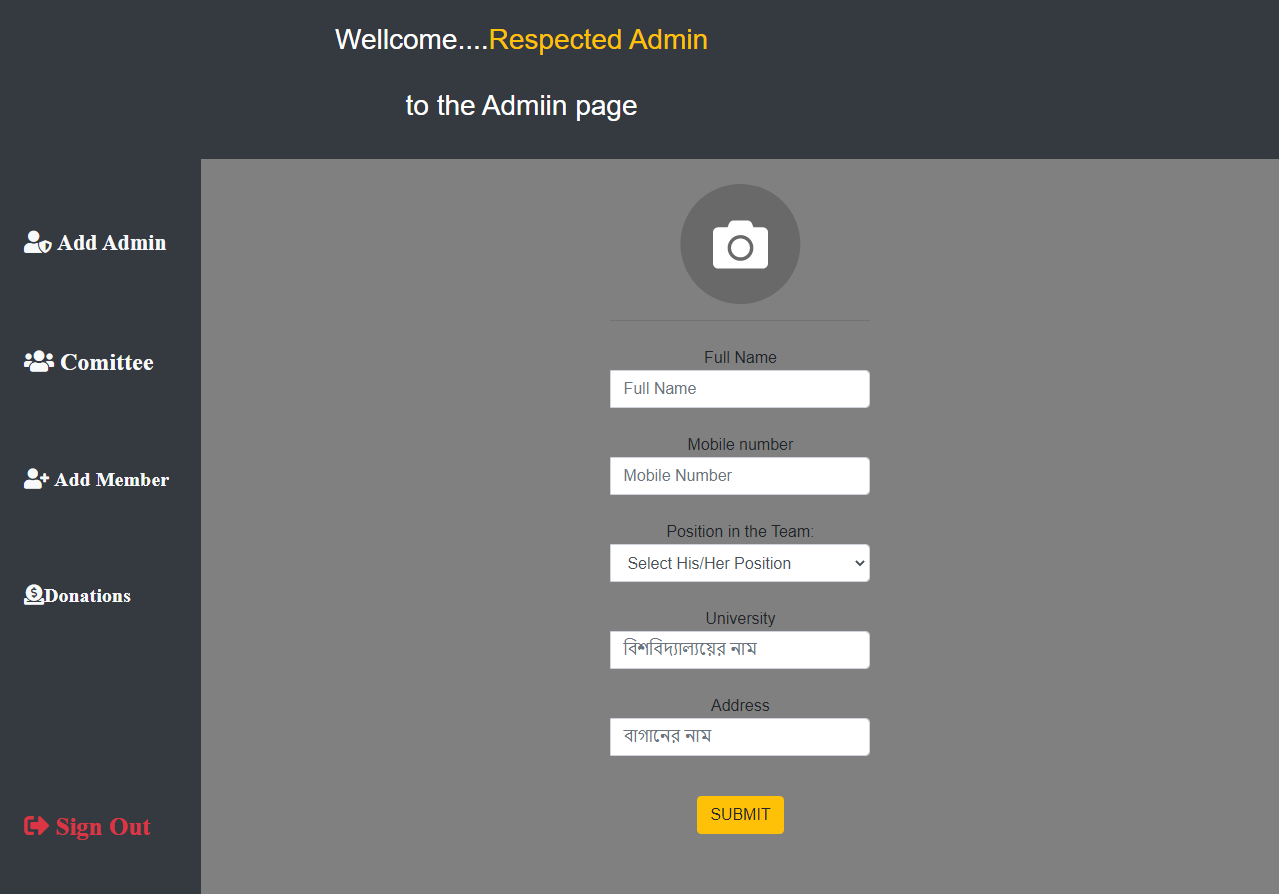 Wellcome....Respected Admin
to the Admiin page
Add Admin
Comittee
Add Member
Donations
Sign Out
Full Name
Full Name
Mobile number
Mobile Number
Position in the Team:
Select His/Her Position
University
বিশবিদ্যাল্যয়ের নাম
Address
বাগানের নাম
SUBMIT